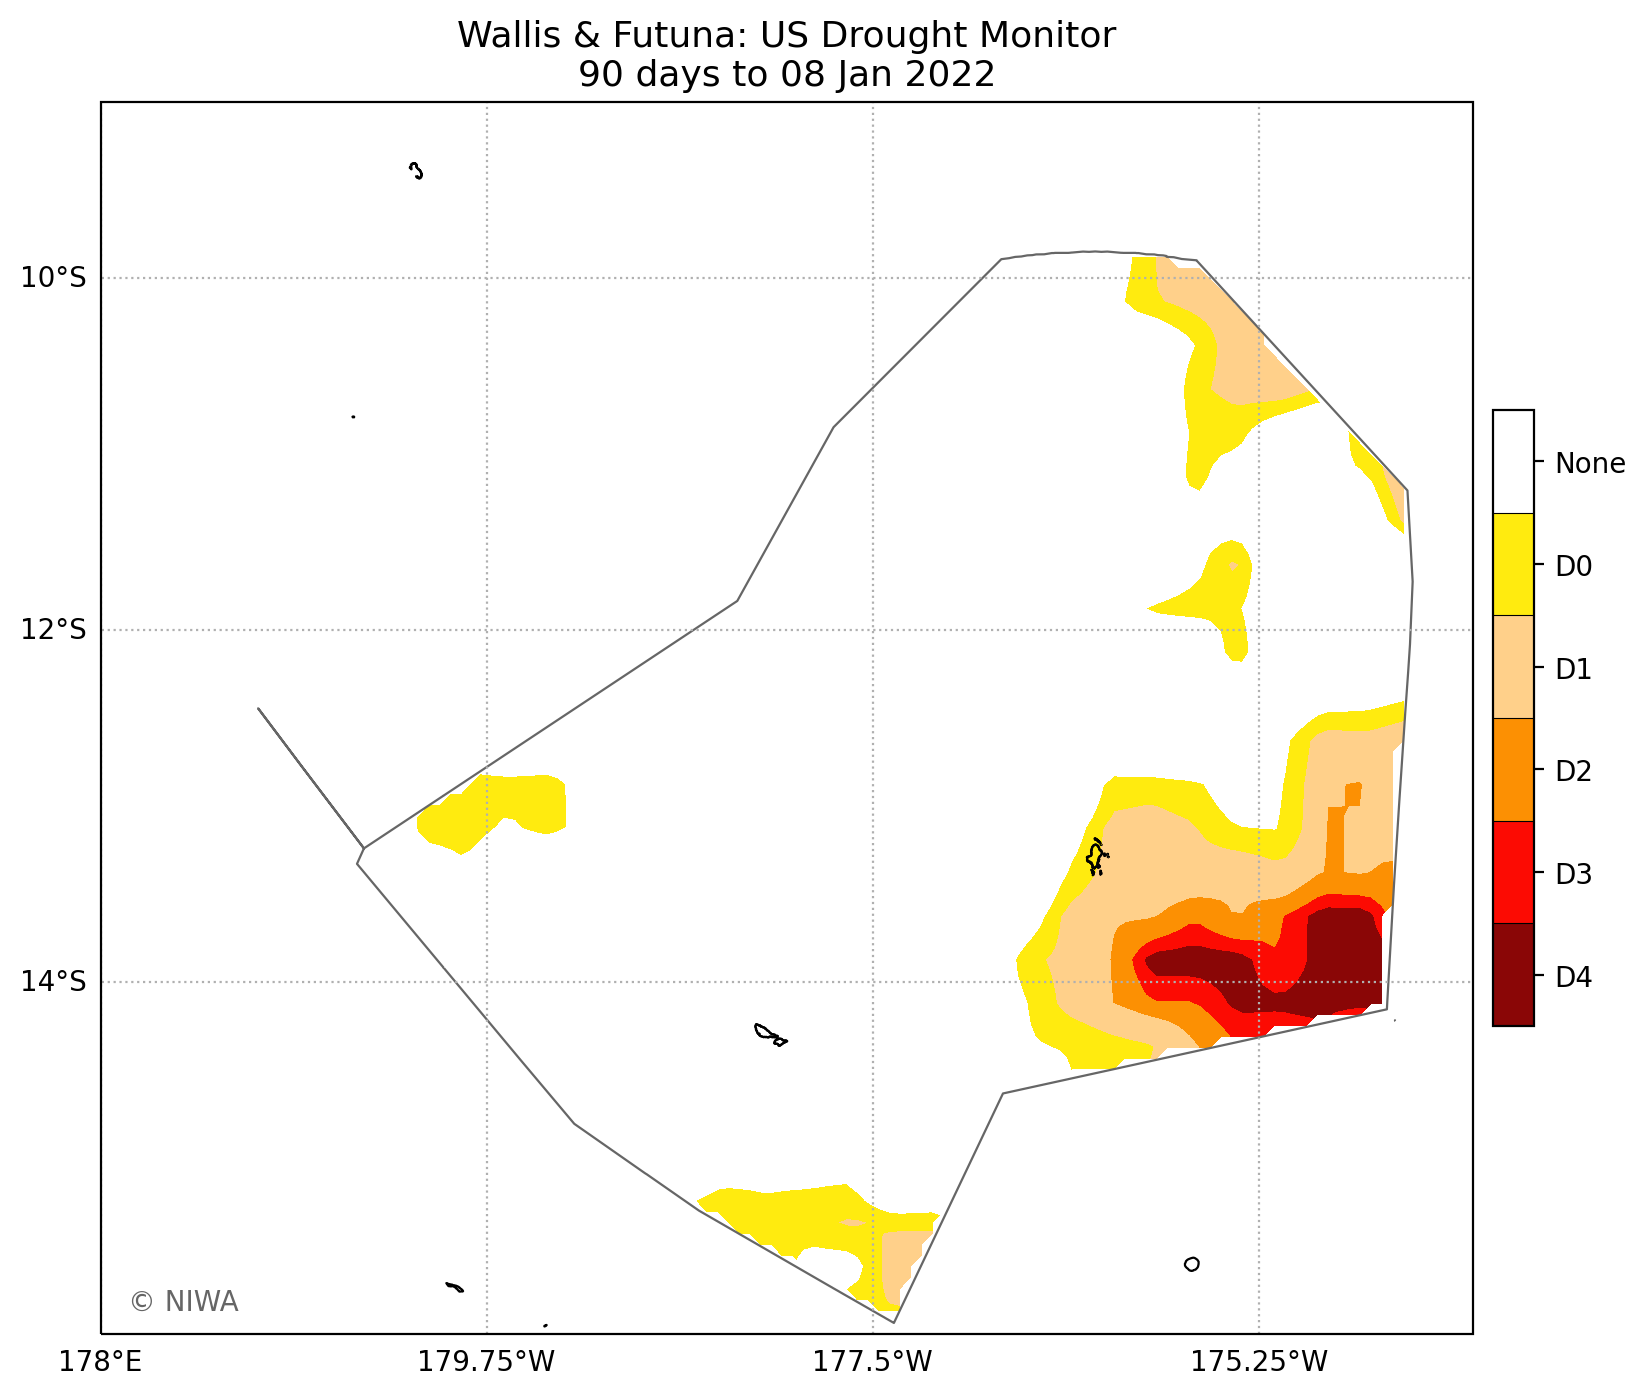 Wallis & Futuna: US Drought Monitor
90 days to 08 Jan 2022
10°S
12°S
14°S
178°E
179.75°W
177.5°W
175.25°W
None
D0
D1
D2
D3
D4
© NIWA